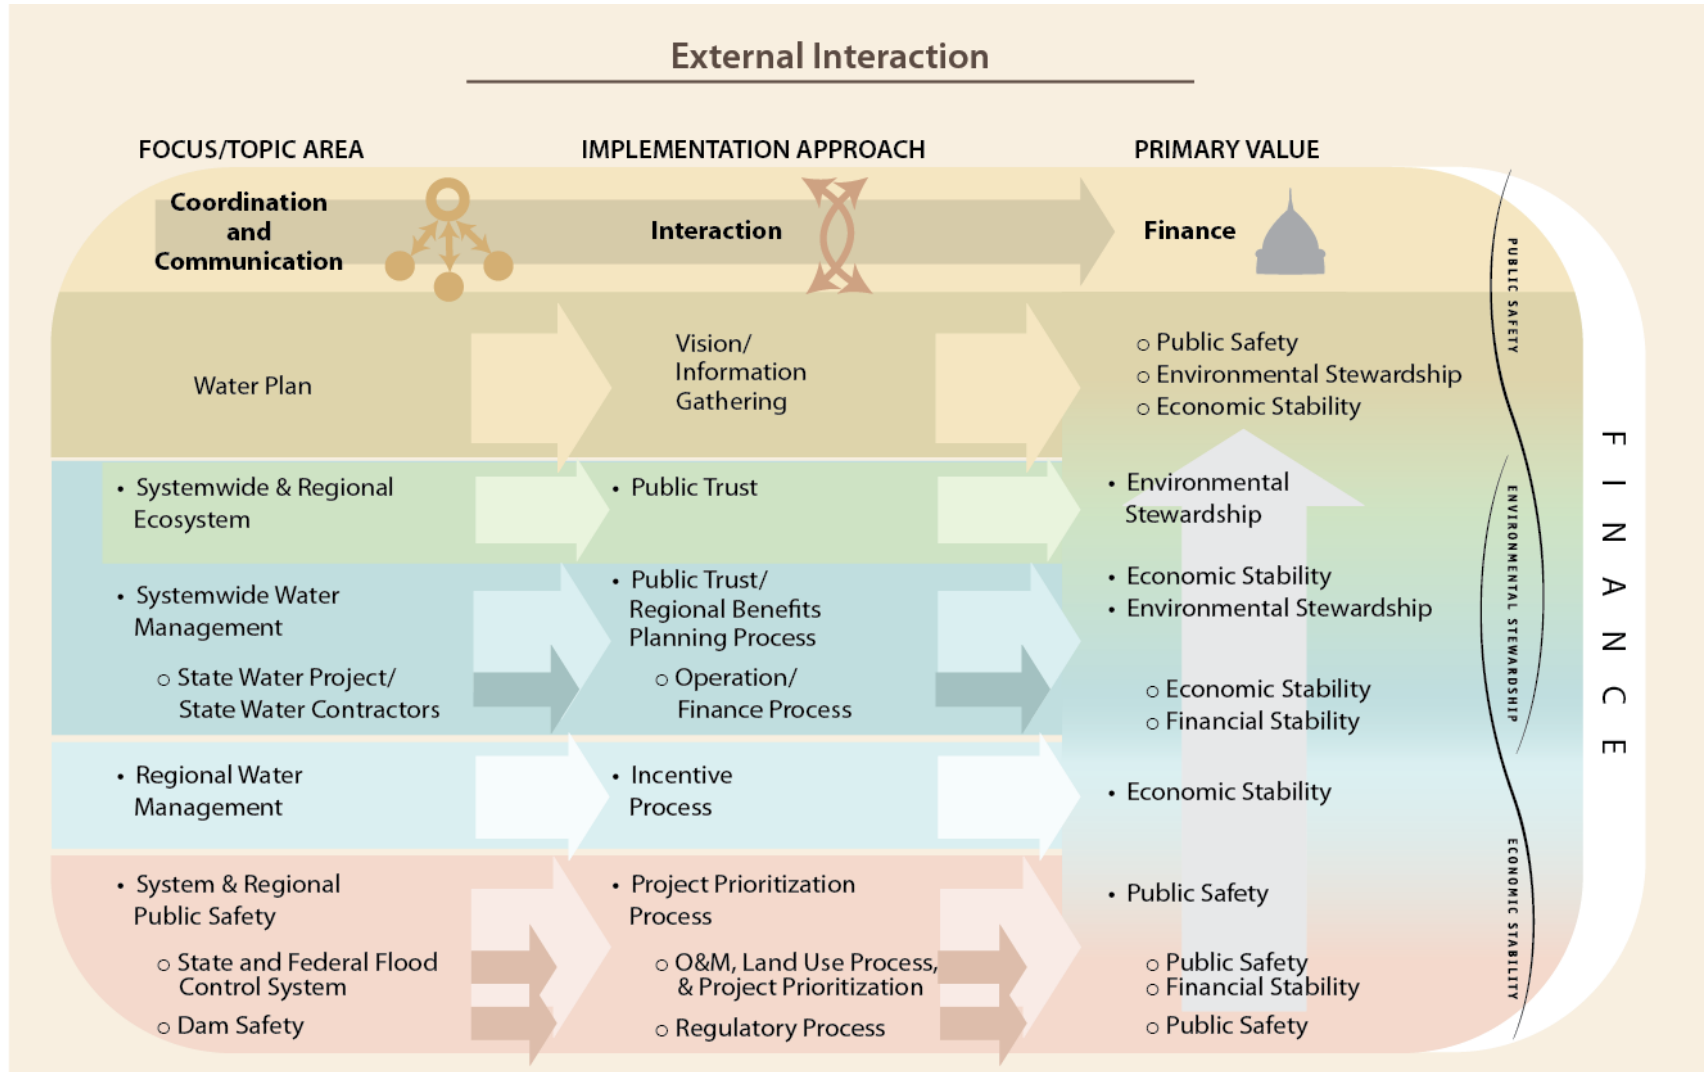 External Interaction
FOCUS/TOPIC AREA
IMPLEMENTATION APPROACH
PRIMARY VALUE
Coordination
and
Communication
Interaction
Finance
Water Plan
Vision/
Information
Gathering
○ Public Safety
○ Environmental Stewardship
○ Economic Stability
• Systemwide & Regional
Ecosystem
• Public Trust
• Environmental
Stewardship
• Systemwide Water
Management
• Public Trust/
Regional Benefits
Planning Process
• Economic Stability
• Environmental Stewardship
○ State Water Project/
State Water Contractors
○ Operation/
Finance Process
○ Economic Stability
○ Financial Stability
• Regional Water
Management
• Incentive
Process
• Economic Stability
• System & Regional
Public Safety
• Project Prioritization
Process
• Public Safety
○ State and Federal Flood
Control System
○ O&M, Land Use Process,
& Project Prioritization
○ Public Safety
○ Financial Stability
○ Dam Safety
○ Regulatory Process
○ Public Safety
PUBLIC SAFETY
ENVIRONMENTAL STEWARDSHIP
ECONOMIC STABILITY
FINANCE